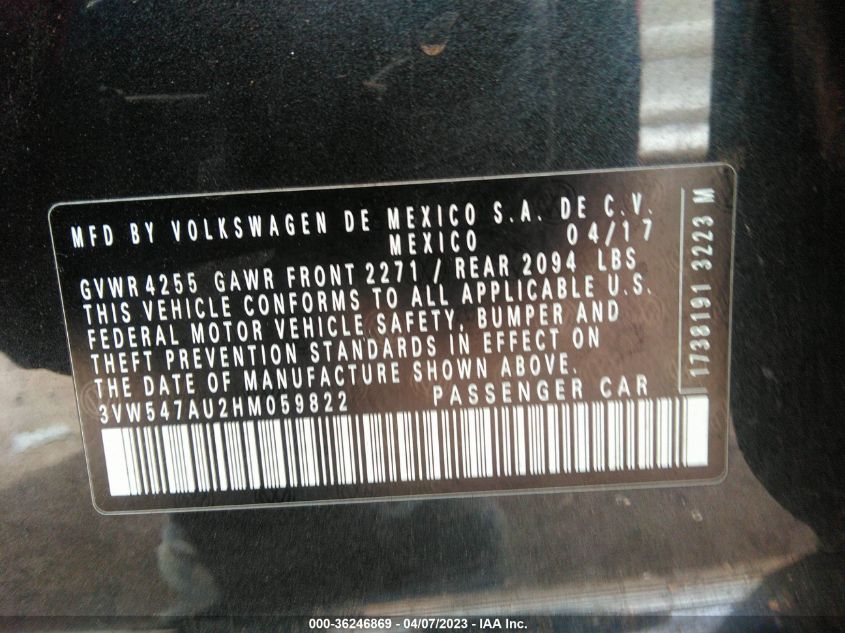 MFD BY VOLKSWAGEN DE MEXICO S.A. DE C.V.
MEXICO 04/17
GVWR 4255 GAWR FRONT 2271 / REAR 2094 LBS
THIS VEHICLE CONFORMS TO ALL APPLICABLE U.S.
FEDERAL MOTOR VEHICLE SAFETY, BUMPER AND
THEFT PREVENTION STANDARDS IN EFFECT ON
THE DATE OF MANUFACTURE SHOWN ABOVE.
3VW547AU2HM059822 PASSENGER CAR
1738191 3223 M
000-36246869 - 04/07/2023 - IAA Inc.